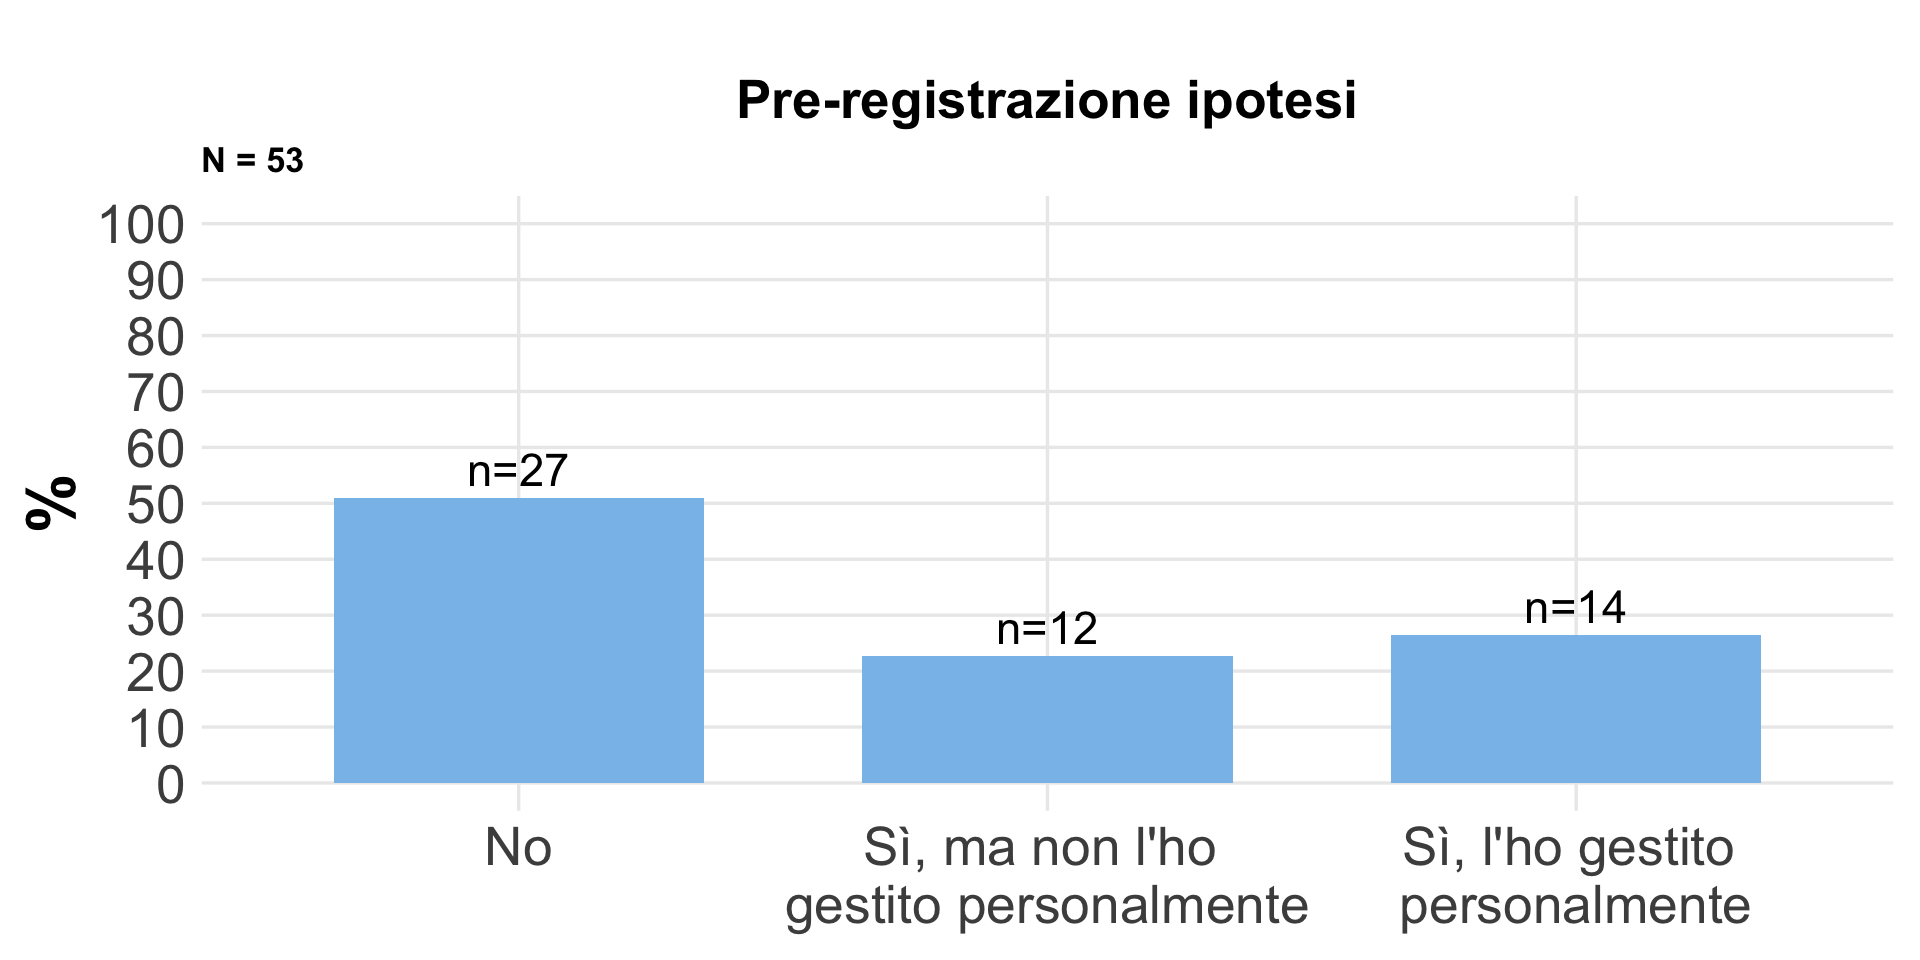 Pre-registrazione ipotesi
N = 53
100
90
80
70
60
50
40
30
20
10
0
%
n=27
n=12
n=14
No
Sì, ma non l'ho
gestito personalmente
Sì, l'ho gestito
personalmente